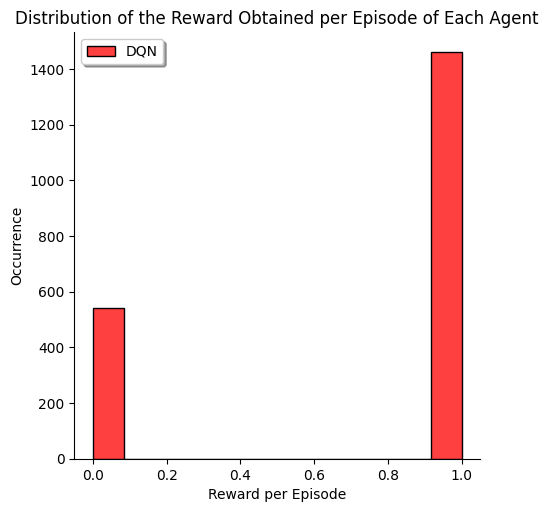 Distribution of the Reward Obtained per Episode of Each Agent
DQN
1400
1200
1000
800
600
400
200
0
Occurrence
0.0 0.2 0.4 0.6 0.8 1.0
Reward per Episode